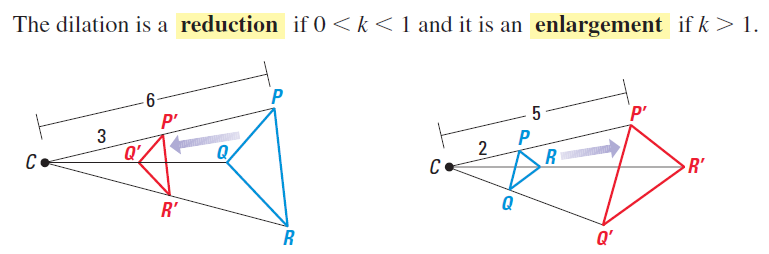 The dilation is a reduction if 0 < k < 1 and it is an enlargement if k > 1.
6
P
P'
3
Q'
Q
C
R'
R
5
P'
P
2
R
C
R'
Q
Q'